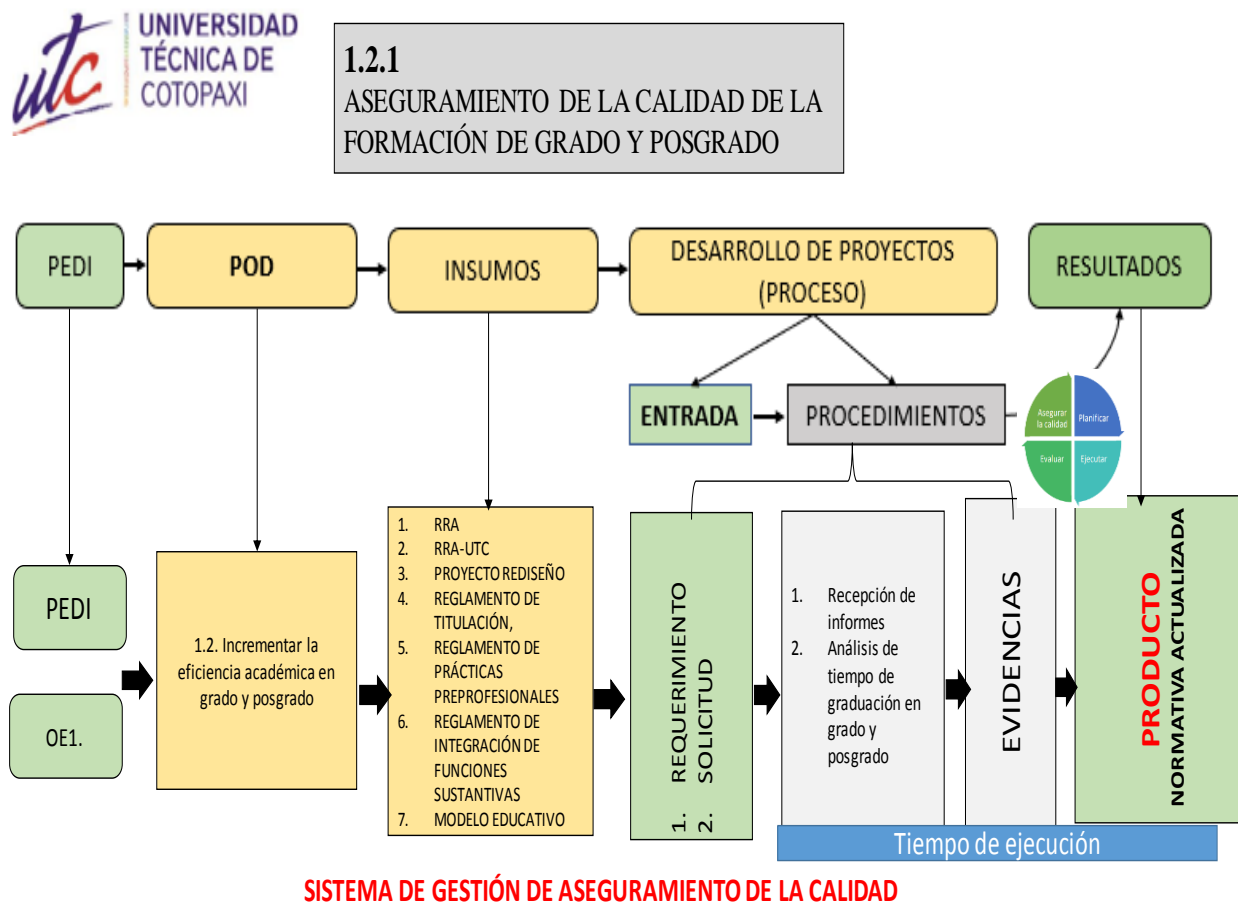 utc
UNIVERSIDAD
TÉCNICA DE
COTOPAXI
1.2.1
ASEGURAMIENTO DE LA CALIDAD DE LA
FORMACIÓN DE GRADO Y POSGRADO
PEDI
POD
INSUMOS
DESARROLLO DE PROYECTOS
(PROCESO)
RESULTADOS
ENTRADA
PROCEDIMIENTOS
Asegurar
la calidad
Planificar
Evaluar
Ejecutar
PEDI
OE1.
1.2. Incrementar la
eficiencia académica en
grado y posgrado
1. RRA
2. RRA-UTC
3. PROYECTO REDISEÑO
4. REGLAMENTO DE
TITULACIÓN,
5. REGLAMENTO DE
PRÁCTICAS
PREPROFESIONALES
6. REGLAMENTO DE
INTEGRACIÓN DE
FUNCIONES
SUSTANTIVAS
7. MODELO EDUCATIVO
1. REQUERIMIENTO
2. SOLICITUD
1. Recepción de
informes
2. Análisis de
tiempo de
graduación en
grado y
posgrado
EVIDENCIAS
PRODUCTO
NORMATIVA ACTUALIZADA
Tiempo de ejecución
SISTEMA DE GESTIÓN DE ASEGURAMIENTO DE LA CALIDAD